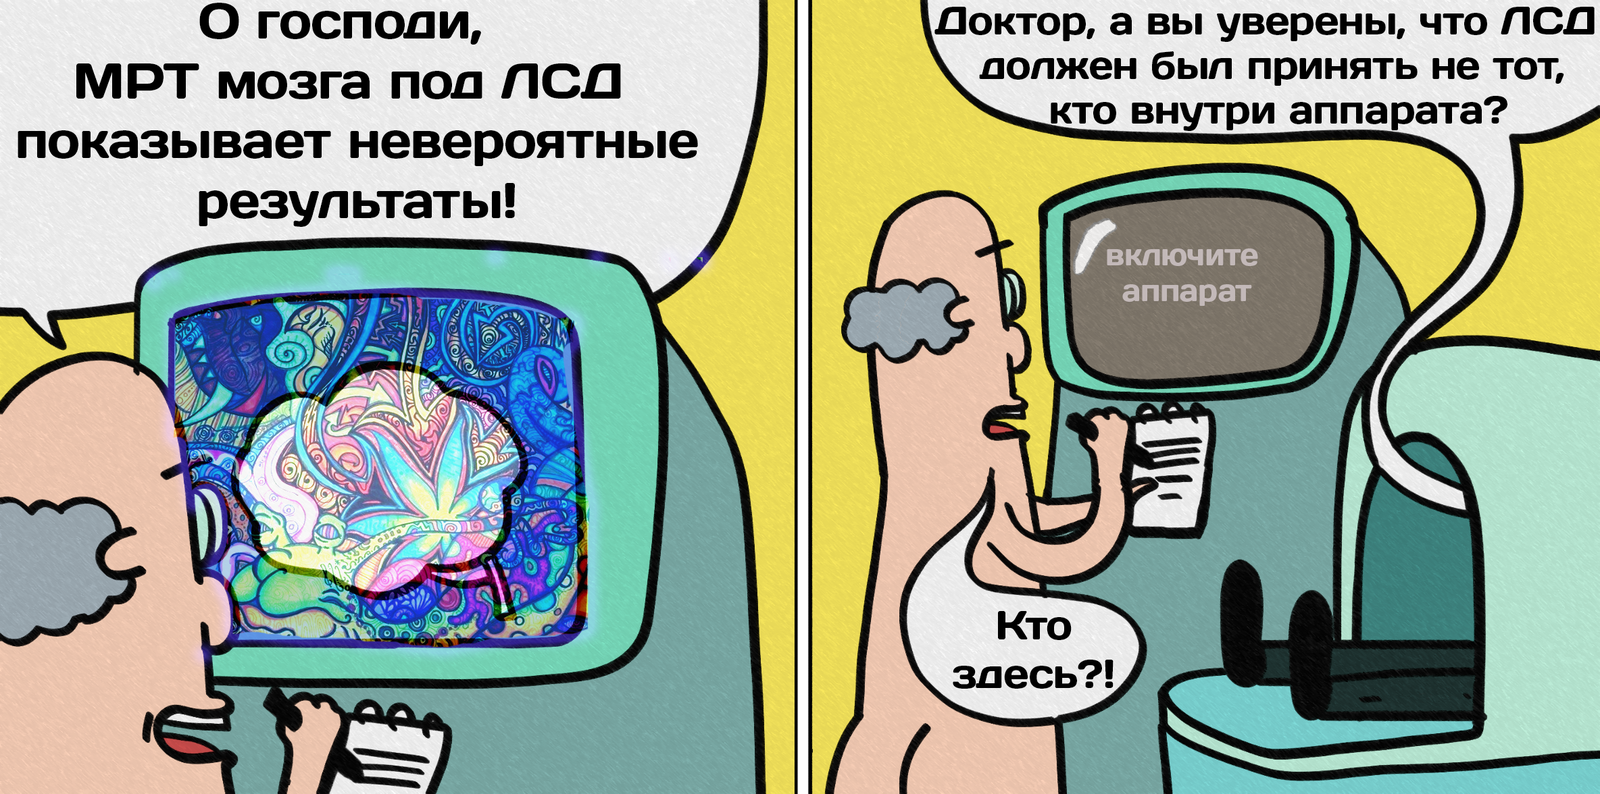 О господи,
МРТ мозга под ЛСД
показывает невероятные
результаты!
Доктор, а вы уверены, что ЛСД
должен был принять не тот,
кто внутри аппарата?
включите
аппарат
Кто
здесь?!